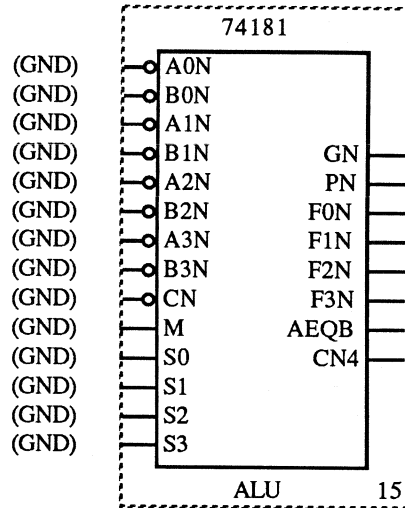 74181
(GND) A0N
(GND) B0N
(GND) A1N
(GND) B1N GN
(GND) A2N PN
(GND) B2N F0N
(GND) A3N F1N
(GND) B3N F2N
(GND) CN F3N
(GND) M AEQB
(GND) S0 CN4
(GND) S1
(GND) S2
(GND) S3
ALU 15